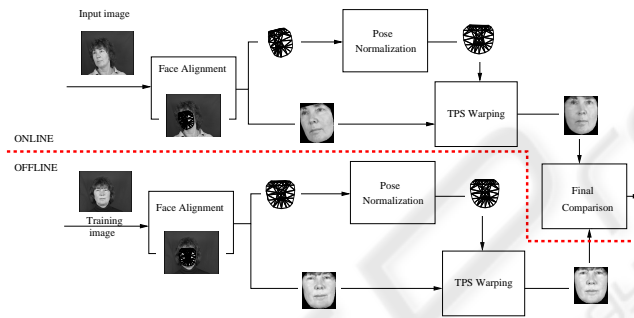 Input image
Face Alignment
Pose
Normalization
TPS Warping
ONLINE
OFFLINE
Training
image
Face Alignment
Pose
Normalization
TPS Warping
Final
Comparison